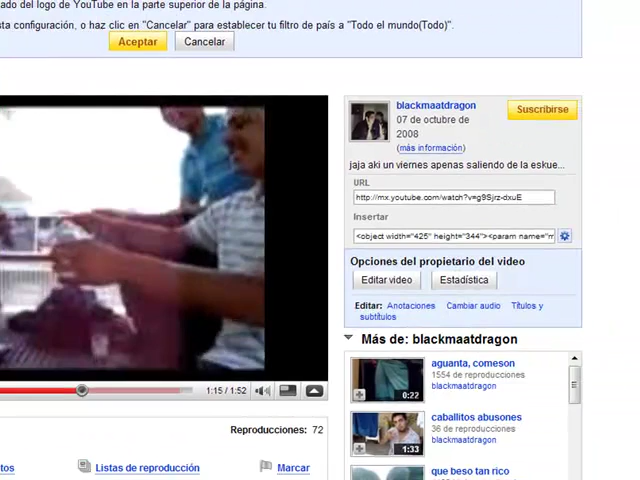 ado del logo de YouTube en la parte superior de la página.
sta configuración, o haz clic en "Cancelar" para establecer tu filtro de país a "Todo el mundo(Todo)".
Aceptar
Cancelar
blackmaatdragon
07 de octubre de
2008
(más información)
Suscribirse
jaja aki un viernes apenas saliendo de la eskue...
URL
http://mx.youtube.com/watch?v=g9Sjrz-dxuE
Insertar
<object width="425" height="344"><param name="m
Opciones del propietario del video
Editar video
Estadística
Editar: Anotaciones Cambiar audio Títulos y
subtítulos
Más de: blackmaatdragon
aguanta, comeson
1554 de reproducciones
blackmaatdragon
0:22
caballitos abusones
36 de reproducciones
blackmaatdragon
1:33
que beso tan rico
1:15 / 1:52
Reproducciones: 72
tos
Listas de reproducción
Marcar